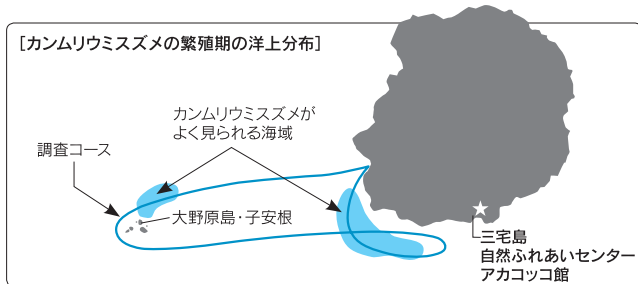 [カンムリウミスズメの繁殖期の洋上分布]
カンムリウミスズメが
よく見られる海域
調査コース
大野原島・子安根
三宅島
自然ふれあいセンター
アカコッコ館